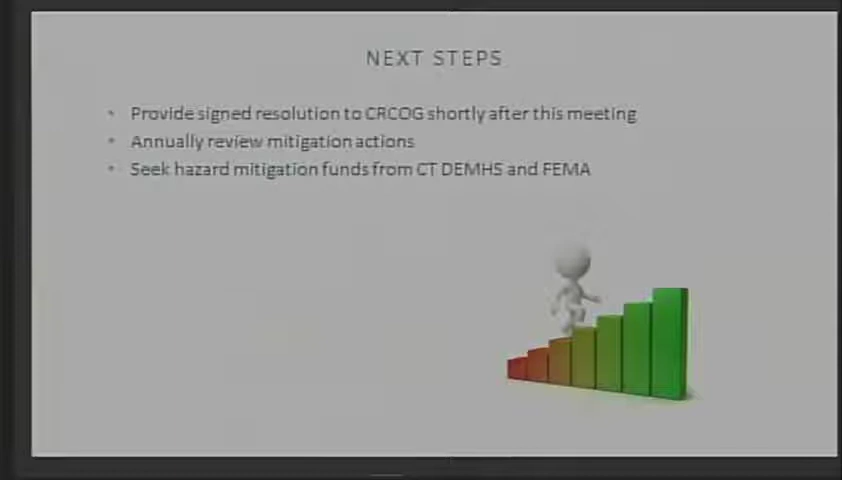 NEXT STEPS
• Provide signed resolution to CRCOG shortly after this meeting
• Annually review mitigation actions
• Seek hazard mitigation funds from CT DEMHS and FEMA